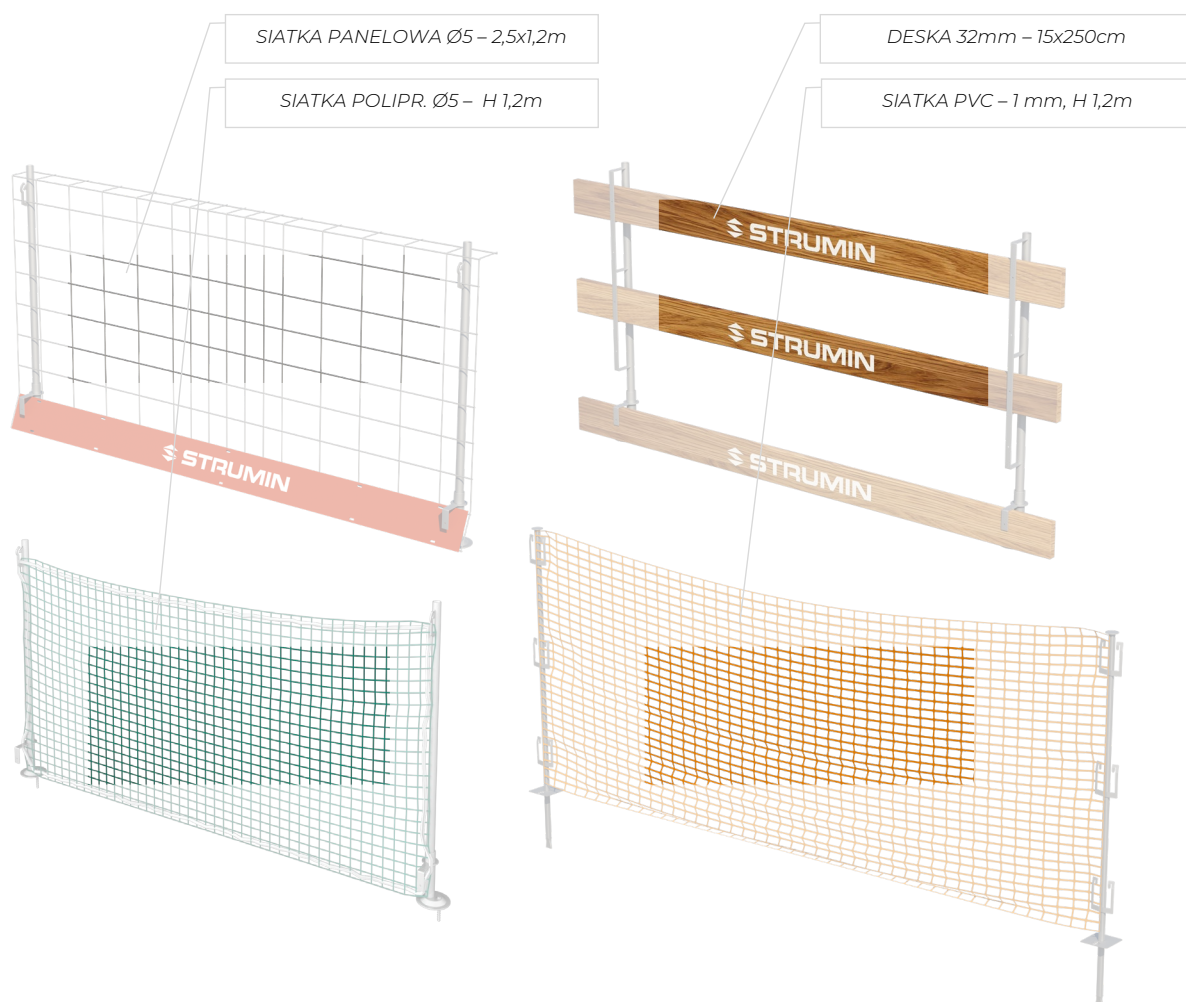 SIATKA PANELOWA Ø5 – 2,5x1,2m
SIATKA POLIPR. Ø5 – H 1,2m
DESKA 32mm – 15x250cm
SIATKA PVC – 1 mm, H 1,2m
STRUMIN
STRUMIN
STRUMIN
STRUMIN